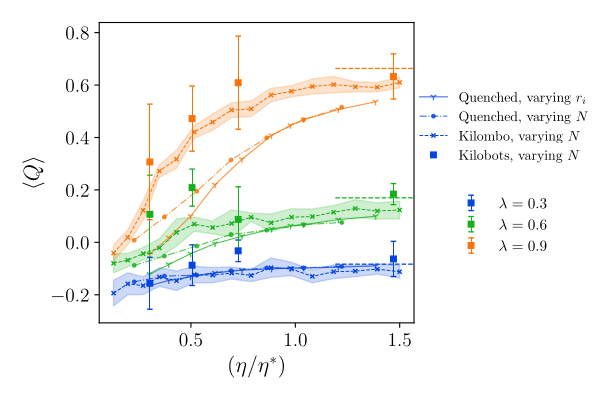 0.8
0.6
0.4
0.2
0.0
−0.2
⟨Q⟩
0.5
1.0
1.5
(η/η*)
Quenched, varying r_i
Quenched, varying N
Kilombo, varying N
Kilobots, varying N
λ = 0.3
λ = 0.6
λ = 0.9